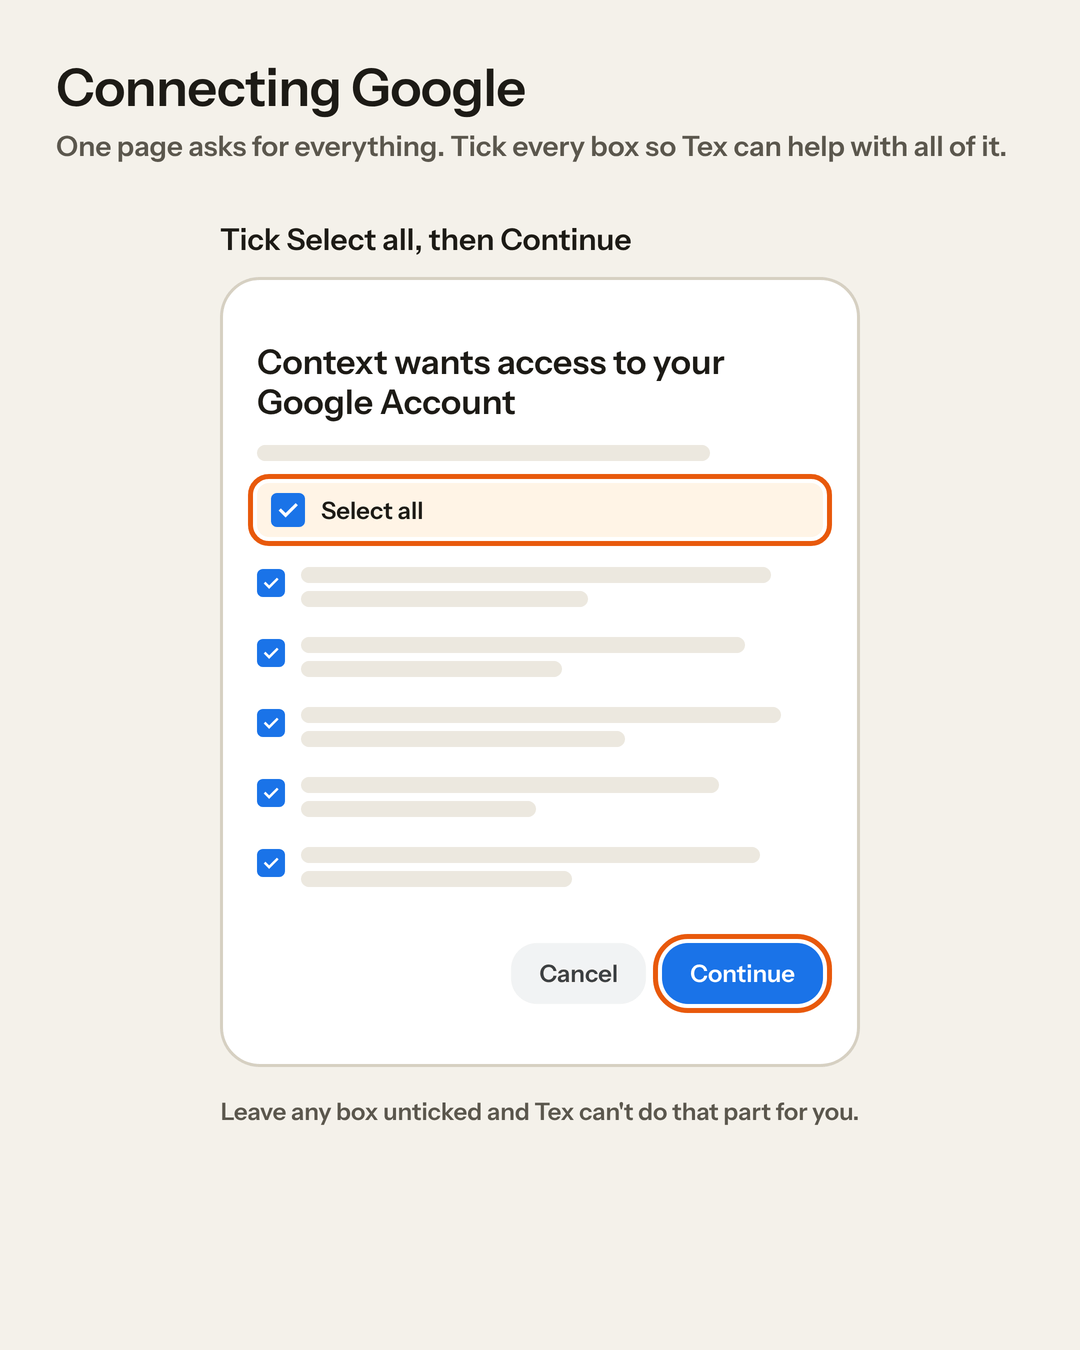 Connecting Google
One page asks for everything. Tick every box so Tex can help with all of it.
Tick Select all, then Continue
Context wants access to your
Google Account
Select all
Cancel
Continue
Leave any box unticked and Tex can't do that part for you.